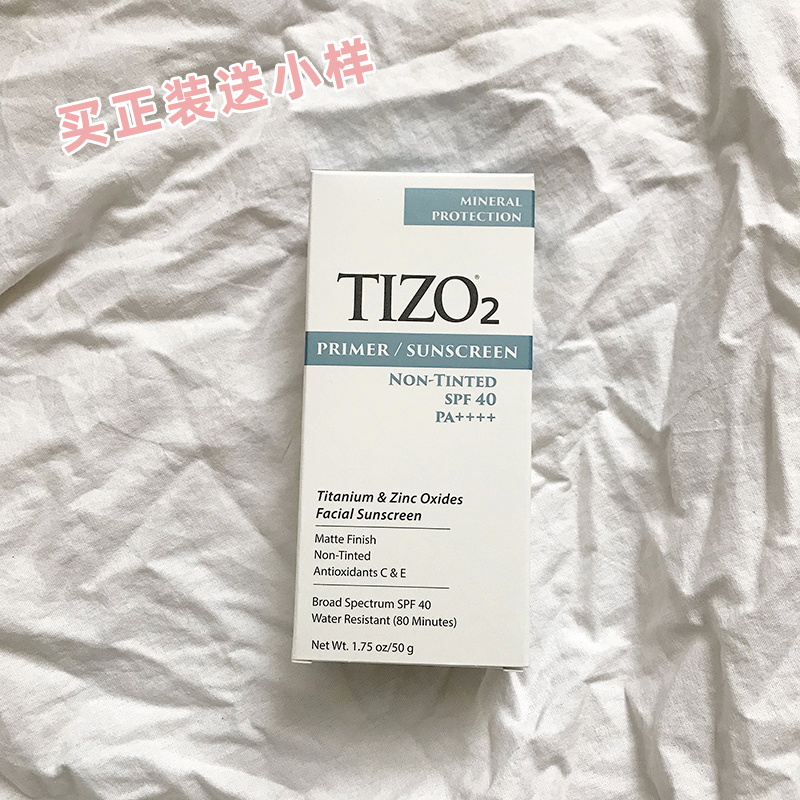 买正装送小样
MINERAL
PROTECTION
TIZO®2
PRIMER / SUNSCREEN
NON-TINTED
SPF 40
PA++++
Titanium & Zinc Oxides
Facial Sunscreen
Matte Finish
Non-Tinted
Antioxidants C & E
Broad Spectrum SPF 40
Water Resistant (80 Minutes)
Net Wt. 1.75 oz/50 g